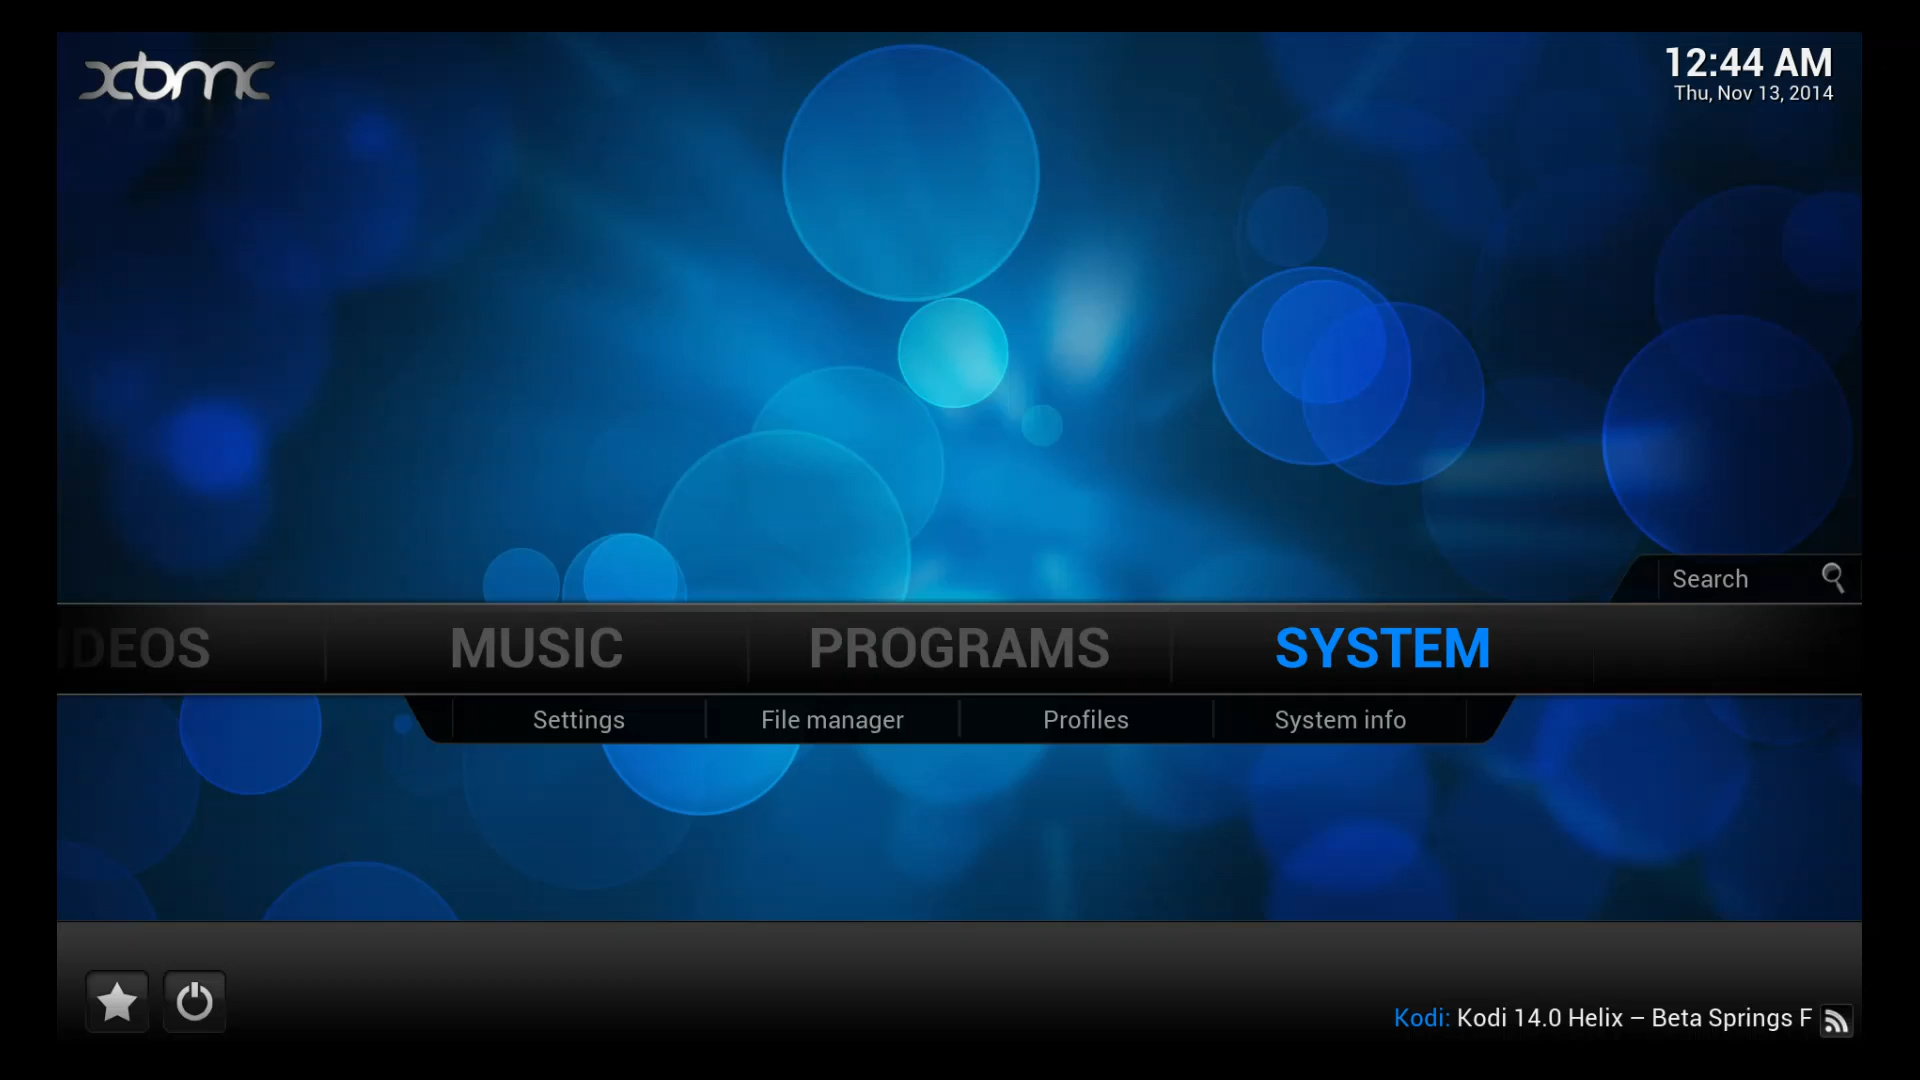 xbmc
12:44 AM
Thu, Nov 13, 2014
Search
IDEOS MUSIC PROGRAMS SYSTEM
Settings File manager Profiles System info
Kodi: Kodi 14.0 Helix – Beta Springs F